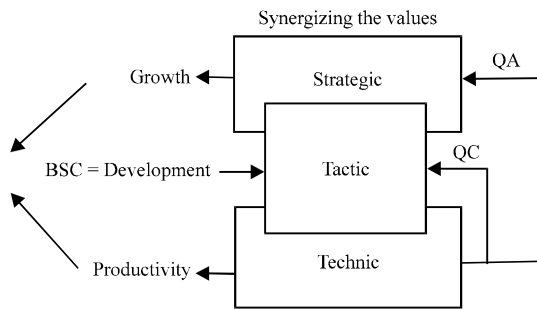 Synergizing the values
Growth
Strategic
QA
BSC = Development
Tactic
QC
Productivity
Technic